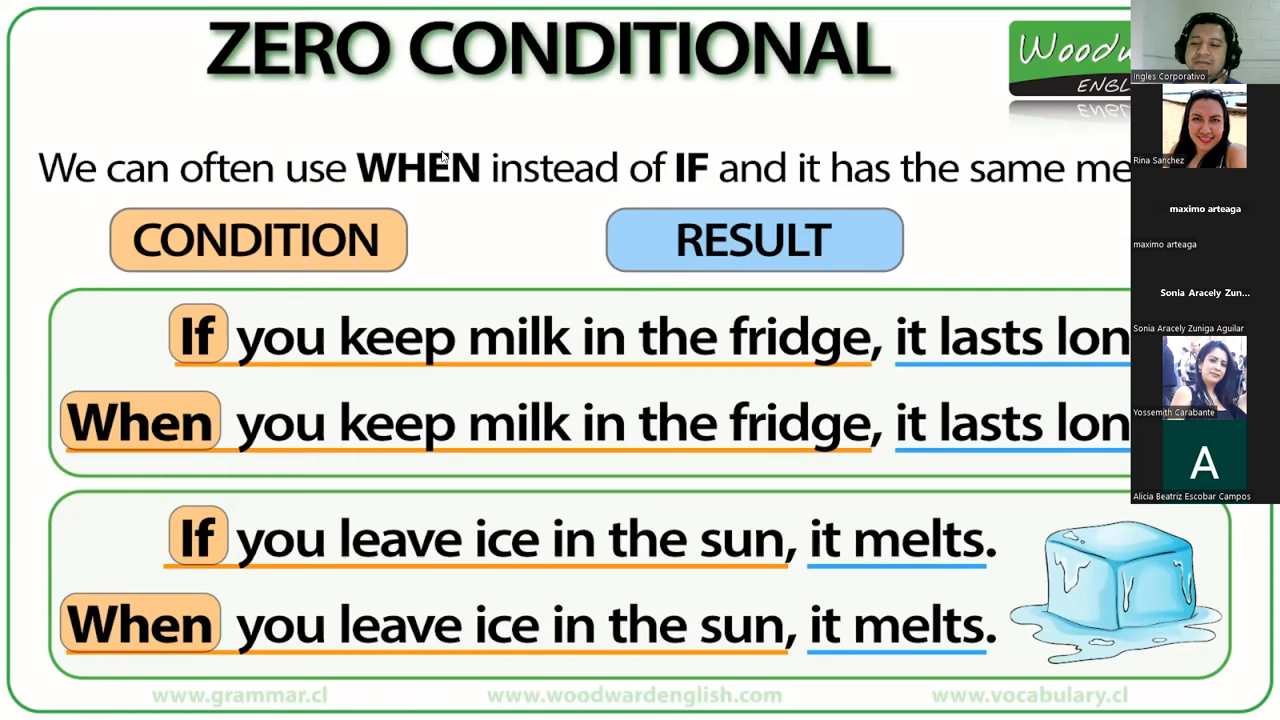 ZERO CONDITIONAL
ENGL
Ingles Corporativo
Rina Sanchez
We can often use WHEN instead of IF and it has the same me
maximo arteaga
maximo arteaga
CONDITION
RESULT
Sonia Aracely Zun...
Sonia Aracely Zuniga Aguilar
If you keep milk in the fridge, it lasts lon
When you keep milk in the fridge, it lasts lon
Yossemith Carabante
A
Alicia Beatriz Escobar Campos
If you leave ice in the sun, it melts.
When you leave ice in the sun, it melts.
www.grammar.cl
www.woodwardenglish.com
www.vocabulary.cl